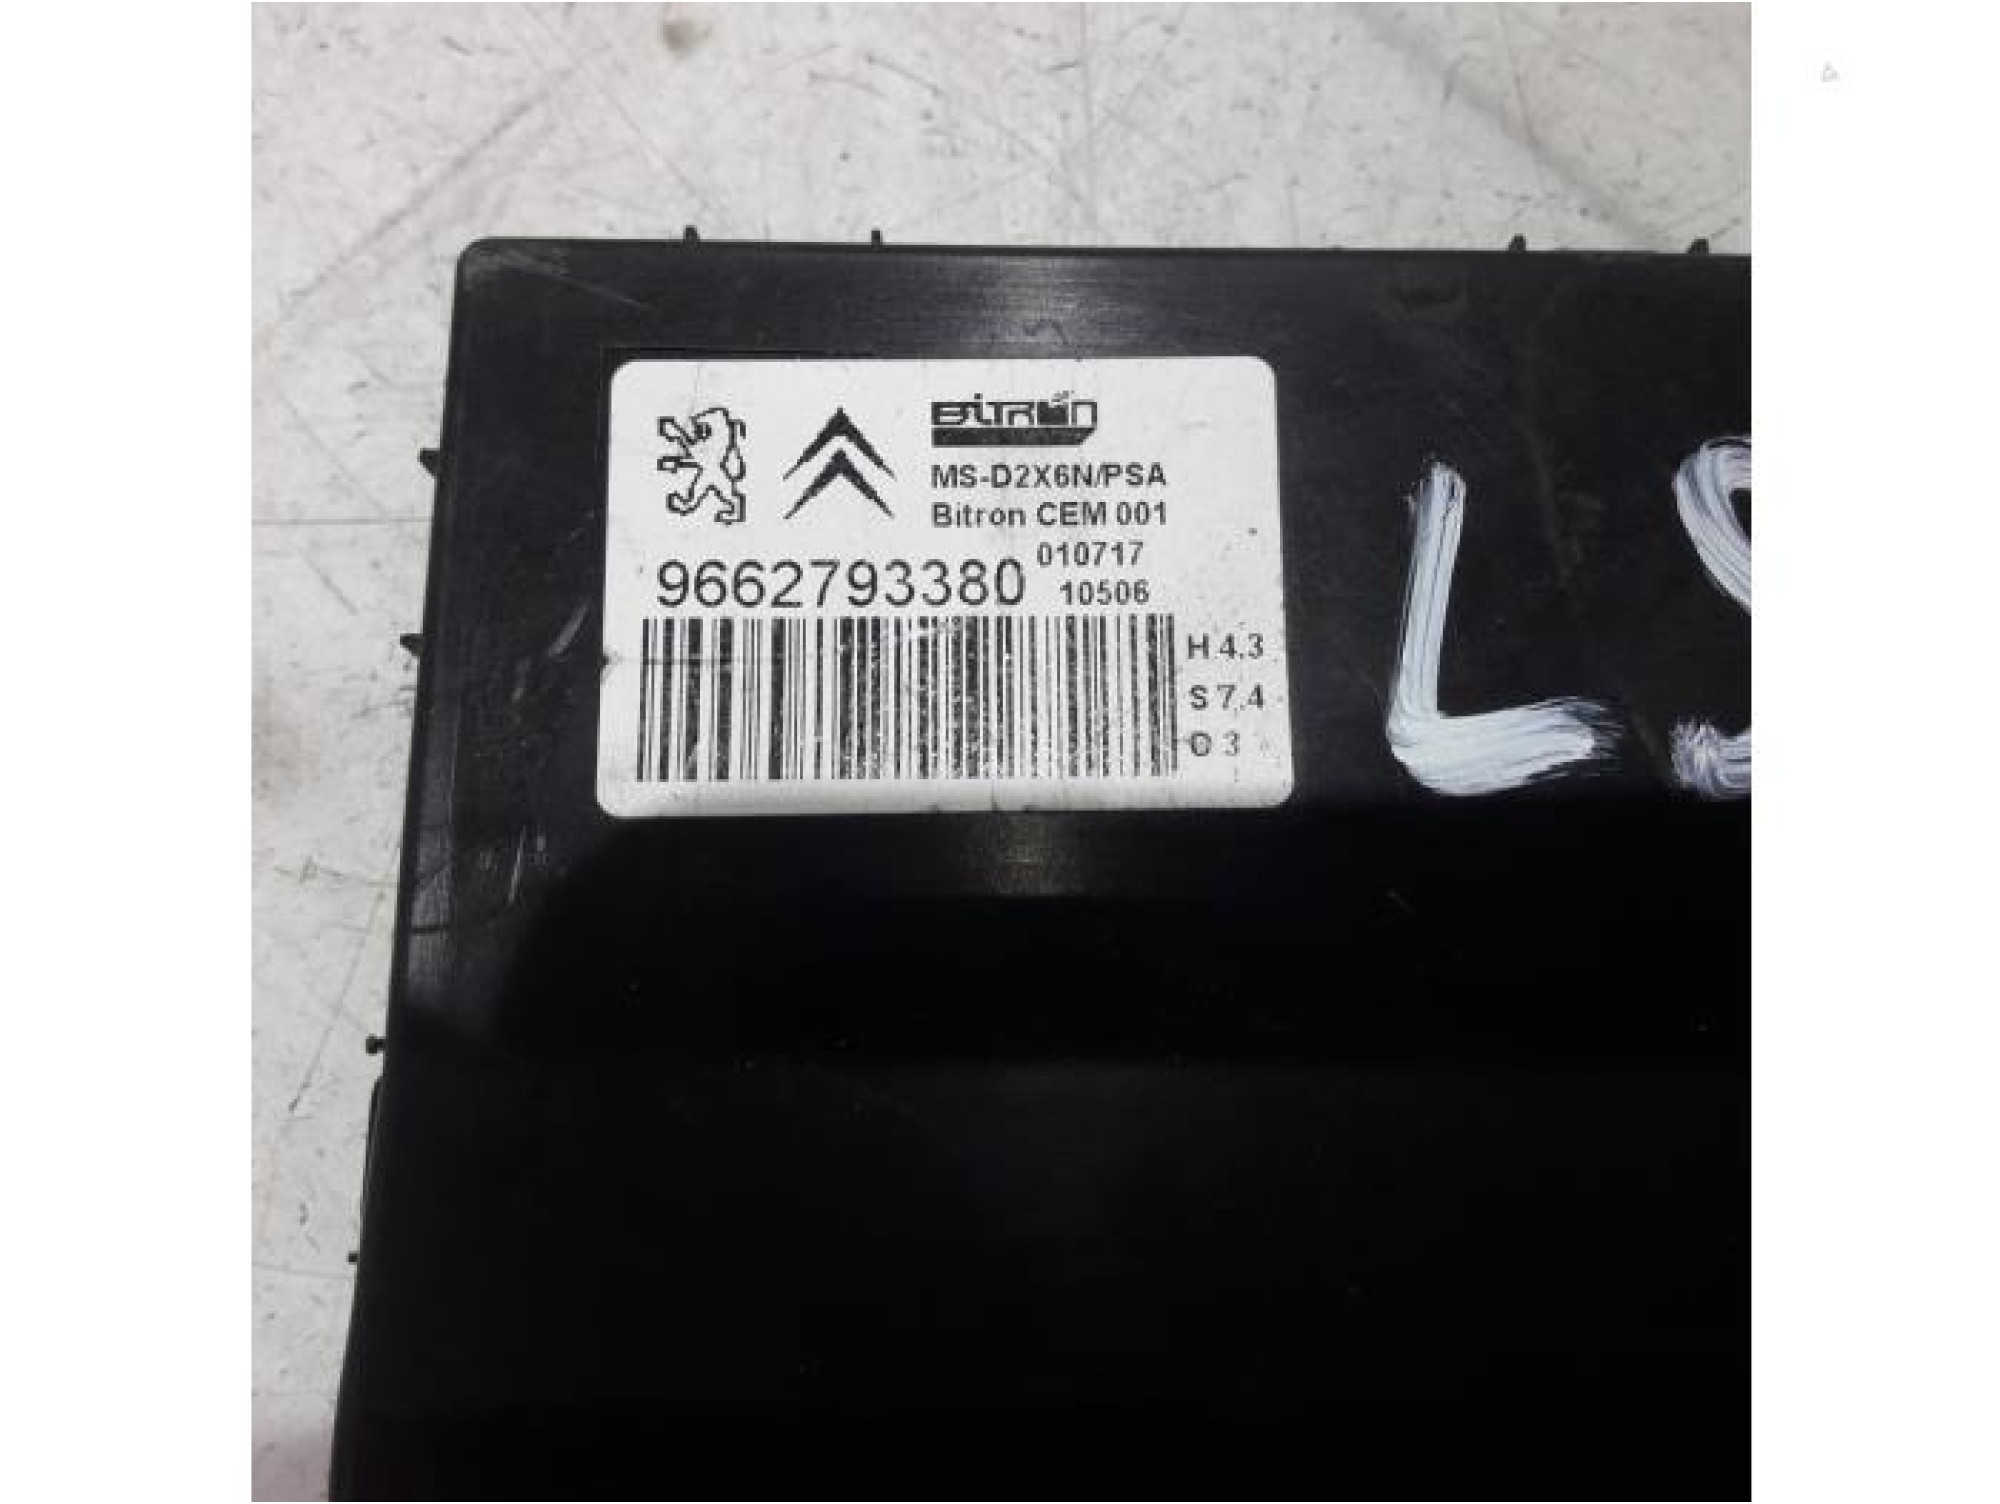 BiTRON
MS-D2X6N/PSA
Bitron CEM 001
010717
9662793380
10506
H 4.3
S 7.4
O 3